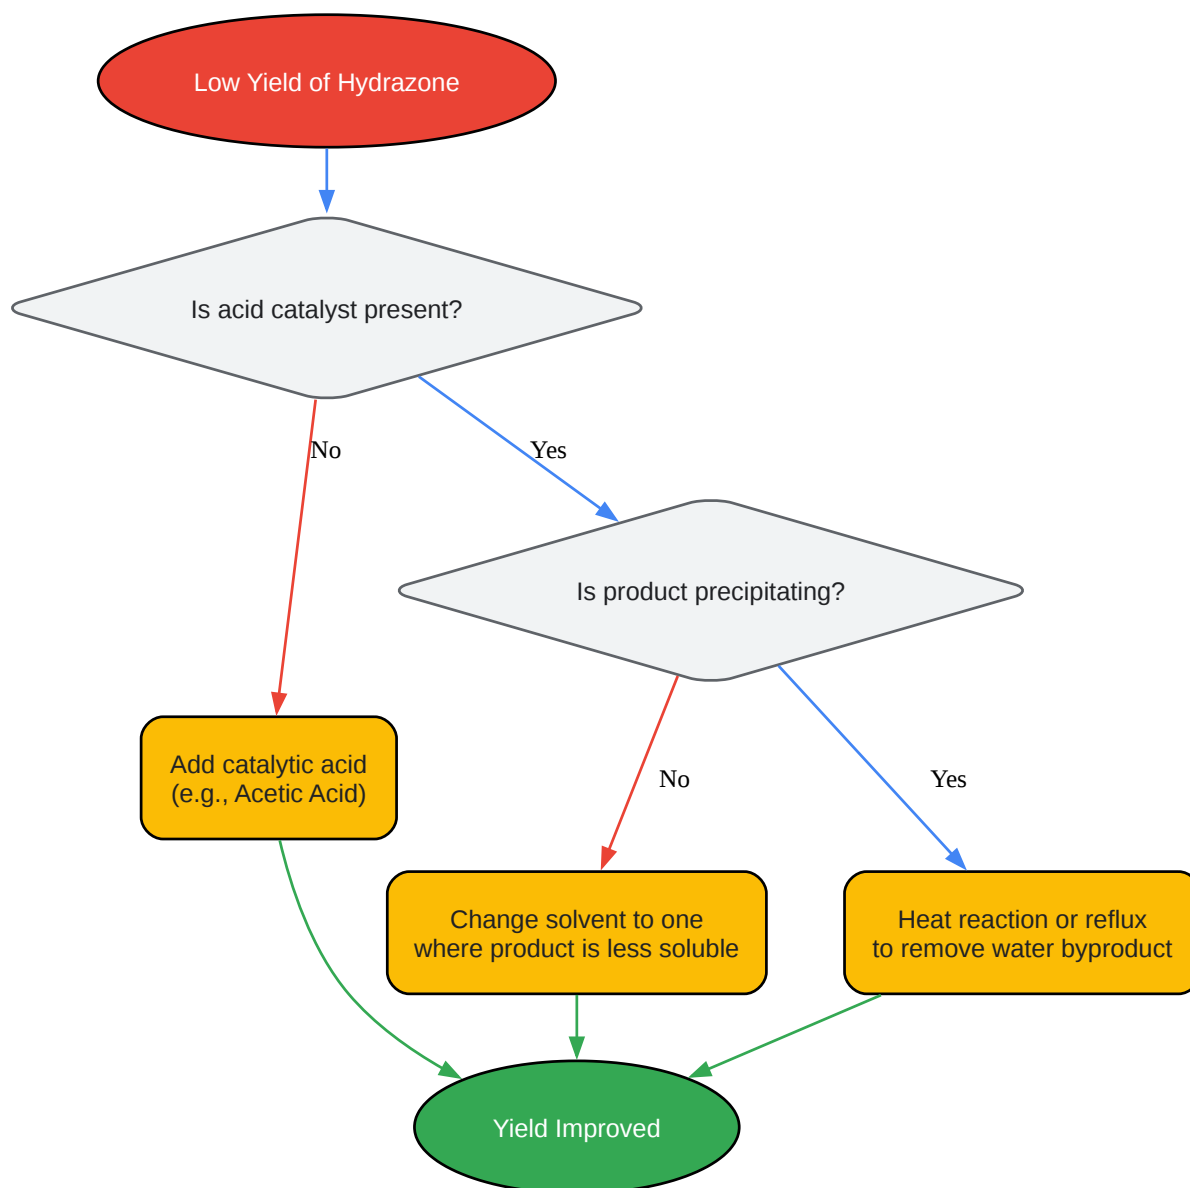 Low Yield of Hydrazone
Is acid catalyst present?
No
Yes
Is product precipitating?
Add catalytic acid
(e.g., Acetic Acid)
No
Yes
Change solvent to one
where product is less soluble
Heat reaction or reflux
to remove water byproduct
Yield Improved